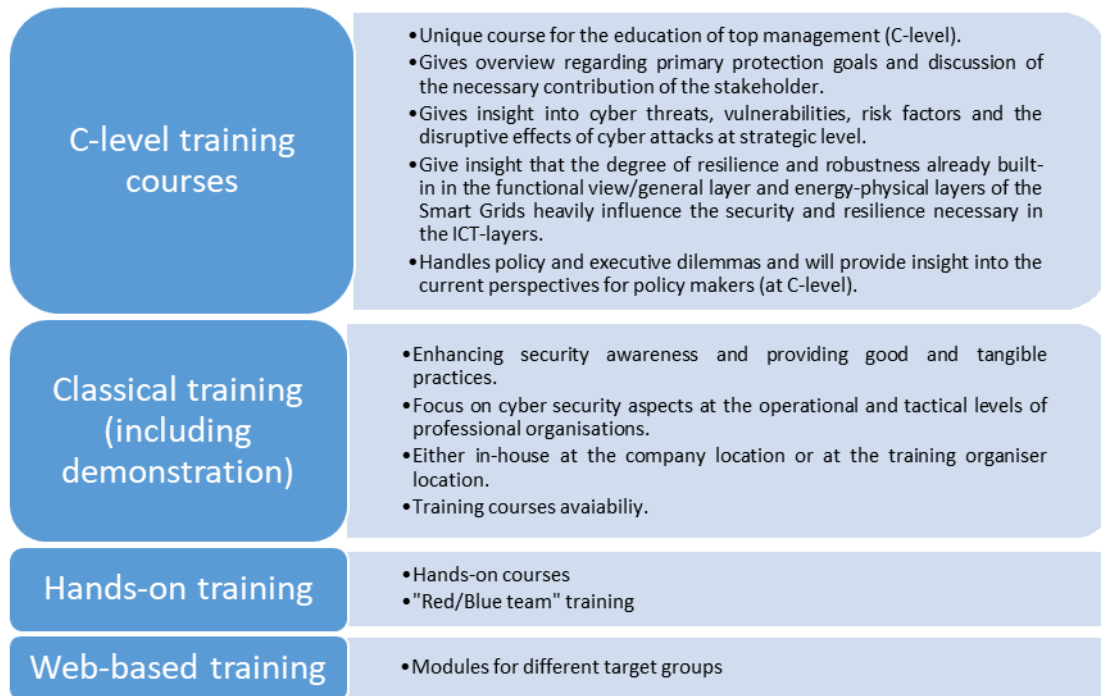 C-level training
courses
•Unique course for the education of top management (C-level).
•Gives overview regarding primary protection goals and discussion of
the necessary contribution of the stakeholder.
•Gives insight into cyber threats, vulnerabilities, risk factors and the
disruptive effects of cyber attacks at strategic level.
•Give insight that the degree of resilience and robustness already built-
in in the functional view/general layer and energy-physical layers of the
Smart Grids heavily influence the security and resilience necessary in
the ICT-layers.
•Handles policy and executive dilemmas and will provide insight into the
current perspectives for policy makers (at C-level).
Classical training
(including
demonstration)
•Enhancing security awareness and providing good and tangible
practices.
•Focus on cyber security aspects at the operational and tactical levels of
professional organisations.
•Either in-house at the company location or at the training organiser
location.
•Training courses avaiabiliy.
Hands-on training
•Hands-on courses
•"Red/Blue team" training
Web-based training
•Modules for different target groups